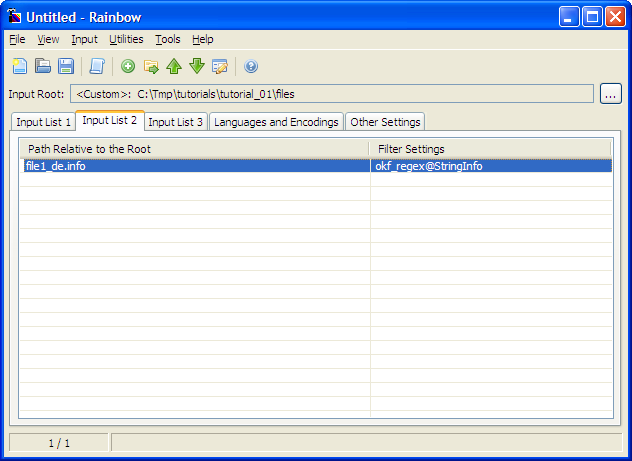 Untitled - Rainbow
File View Input Utilities Tools Help
Input Root: <Custom>: C:\Tmp\tutorials\tutorial_01\files ...
Input List 1 Input List 2 Input List 3 Languages and Encodings Other Settings
Path Relative to the Root Filter Settings
file1_de.info okf_regex@StringInfo
1 / 1